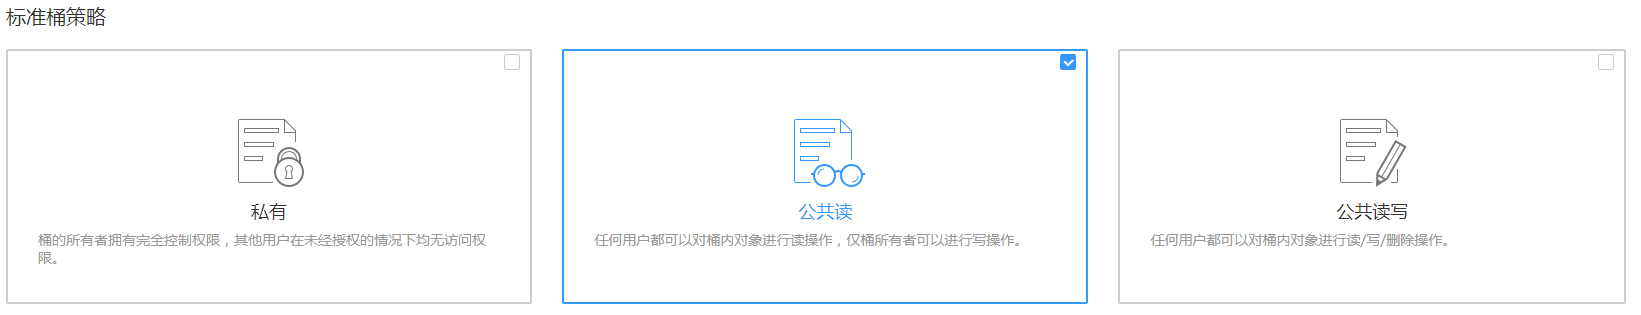 标准桶策略
私有
桶的所有者拥有完全控制权限，其他用户在未经授权的情况下均无访问权
限。
公共读
任何用户都可以对桶内对象进行读操作，仅桶所有者可以进行写操作。
公共读写
任何用户都可以对桶内对象进行读/写/删除操作。